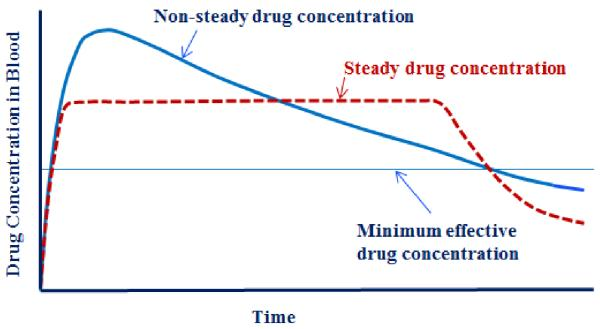 Non-steady drug concentration
Steady drug concentration
Drug Concentration in Blood
Minimum effective
drug concentration
Time